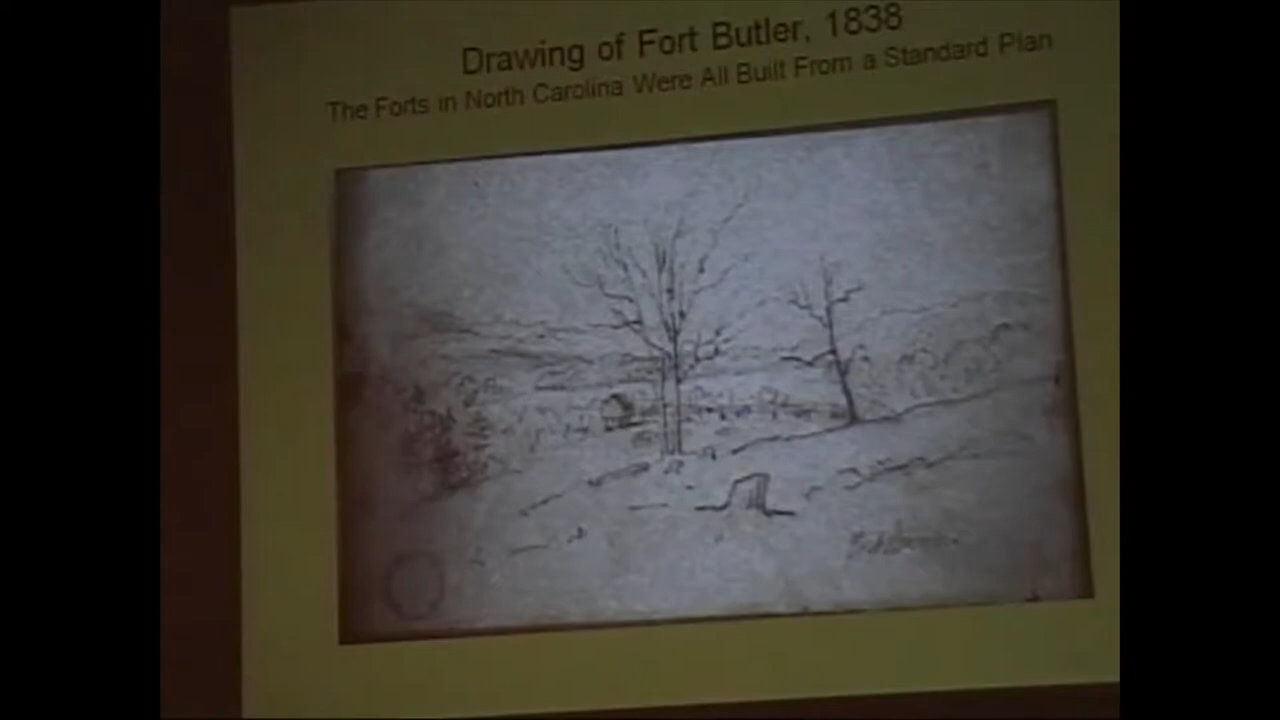 Drawing of Fort Butler, 1838
The Forts in North Carolina Were All Built From a Standard Plan